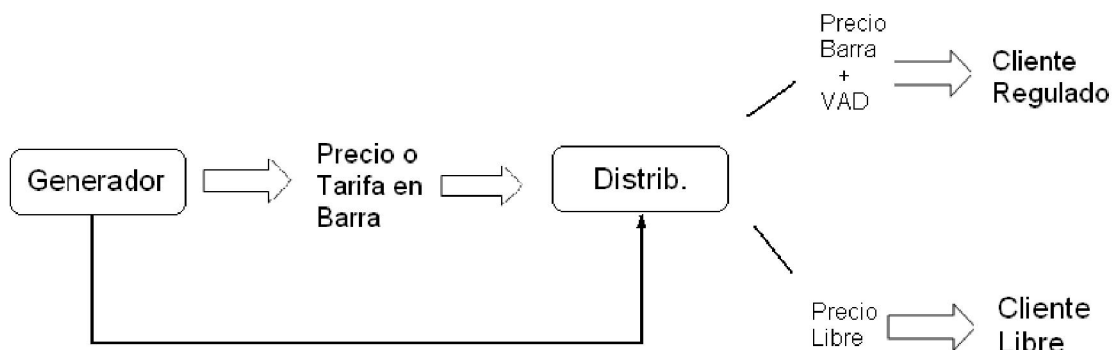 Generador
Precio o
Tarifa en
Barra
Distrib.
Precio
Barra
+
VAD
Cliente
Regulado
Precio
Libre
Cliente
Libre